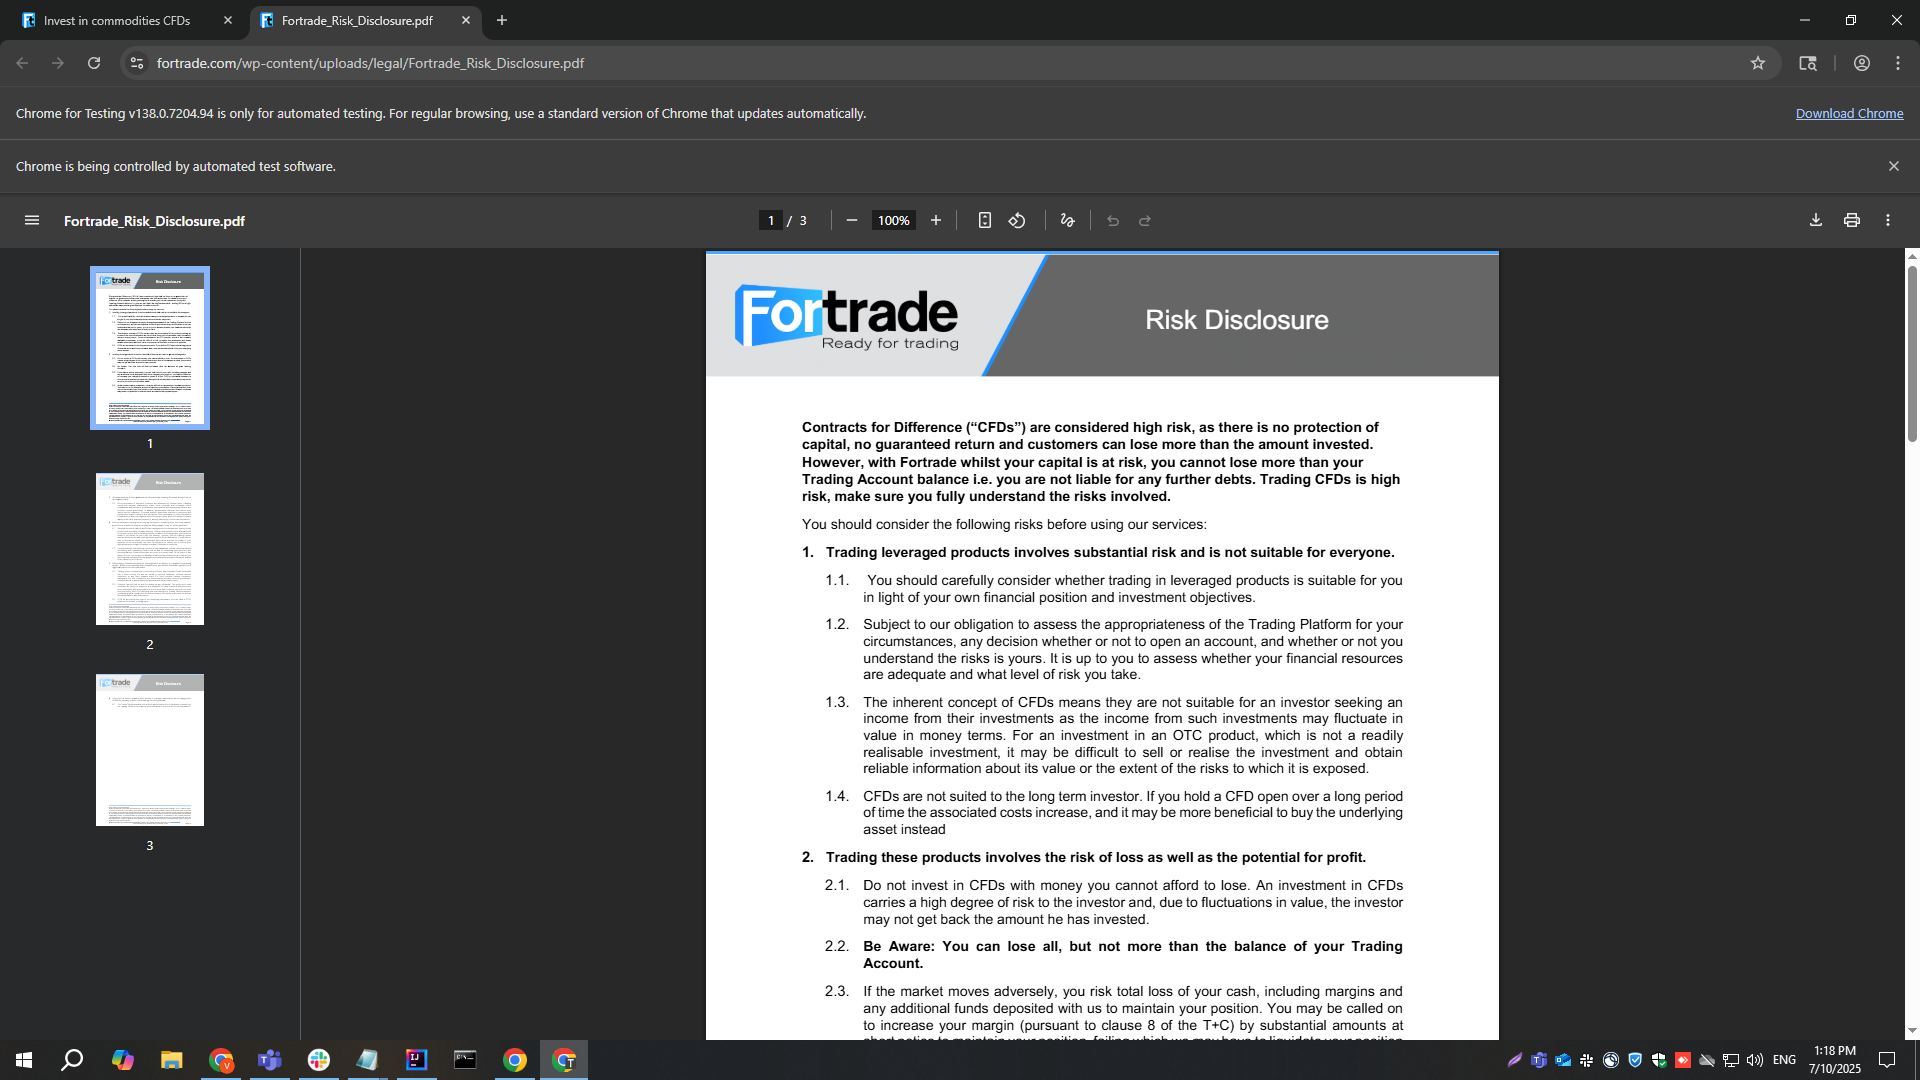 Invest in commodities CFDs
Fortrade_Risk_Disclosure.pdf
fortrade.com/wp-content/uploads/legal/Fortrade_Risk_Disclosure.pdf
Chrome for Testing v138.0.7204.94 is only for automated testing. For regular browsing, use a standard version of Chrome that updates automatically.
Download Chrome
Chrome is being controlled by automated test software.
Fortrade_Risk_Disclosure.pdf
1 / 3
100%
Fortrade
Ready for trading
Risk Disclosure
Contracts for Difference (“CFDs”) are considered high risk, as there is no protection of
capital, no guaranteed return and customers can lose more than the amount invested.
However, with Fortrade whilst your capital is at risk, you cannot lose more than your
Trading Account balance i.e. you are not liable for any further debts. Trading CFDs is high
risk, make sure you fully understand the risks involved.
You should consider the following risks before using our services:
1. Trading leveraged products involves substantial risk and is not suitable for everyone.
1.1. You should carefully consider whether trading in leveraged products is suitable for you
in light of your own financial position and investment objectives.
1.2. Subject to our obligation to assess the appropriateness of the Trading Platform for your
circumstances, any decision whether or not to open an account, and whether or not you
understand the risks is yours. It is up to you to assess whether your financial resources
are adequate and what level of risk you take.
1.3. The inherent concept of CFDs means they are not suitable for an investor seeking an
income from their investments as the income from such investments may fluctuate in
value in money terms. For an investment in an OTC product, which is not a readily
realisable investment, it may be difficult to sell or realise the investment and obtain
reliable information about its value or the extent of the risks to which it is exposed.
1.4. CFDs are not suited to the long term investor. If you hold a CFD open over a long period
of time the associated costs increase, and it may be more beneficial to buy the underlying
asset instead
2. Trading these products involves the risk of loss as well as the potential for profit.
2.1. Do not invest in CFDs with money you cannot afford to lose. An investment in CFDs
carries a high degree of risk to the investor and, due to fluctuations in value, the investor
may not get back the amount he has invested.
2.2. Be Aware: You can lose all, but not more than the balance of your Trading
Account.
2.3. If the market moves adversely, you risk total loss of your cash, including margins and
any additional funds deposited with us to maintain your position. You may be called on
to increase your margin (pursuant to clause 8 of the T+C) by substantial amounts at
Fortrade
Risk Disclosure
1
Fortrade
Risk Disclosure
2
Fortrade
Risk Disclosure
3
ENG
1:18 PM
7/10/2025